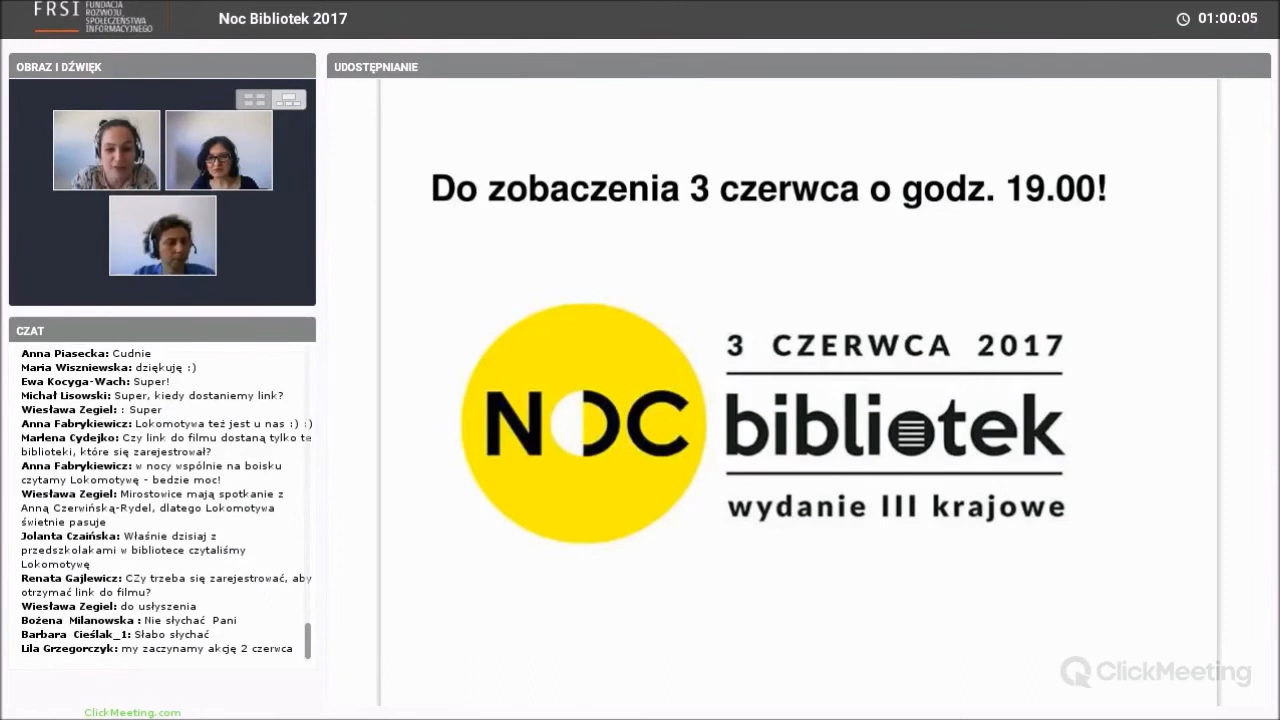 FRSI
FUNDACJA
ROZWOJU
SPOŁECZEŃSTWA
INFORMACYJNEGO
Noc Bibliotek 2017
01:00:05
OBRAZ I DŹWIĘK
UDOSTĘPNIANIE
Do zobaczenia 3 czerwca o godz. 19.00!
NOC
3 CZERWCA 2017
bibliotek
wydanie III krajowe
CZAT
Anna Piasecka: Cudnie
Maria Wiszniewska: dziękuję :)
Ewa Kocyga-Wach: Super!
Michał Lisowski: Super, kiedy dostaniemy link?
Wiesława Zegiel: : Super
Anna Fabrykiewicz: Lokomotywa też jest u nas :) :)
Marlena Cydejko: Czy link do filmu dostaną tylko te
biblioteki, które się zarejestrował?
Anna Fabrykiewicz: w nocy wspólnie na boisku
czytamy Lokomotywę - bedzie moc!
Wiesława Zegiel: Mirostowice mają spotkanie z
Anną Czerwińską-Rydel, dlatego Lokomotywa
świetnie pasuje
Jolanta Czaińska: Właśnie dzisiaj z
przedszkolakami w bibliotece czytaliśmy
Lokomotywę
Renata Gajlewicz: CZy trzeba się zarejestrować, aby
otrzymać link do filmu?
Wiesława Zegiel: do usłyszenia
Bożena Milanowska : Nie słychać Pani
Barbara Cieślak_1: Słabo słychać
Lila Grzegorczyk: my zaczynamy akcję 2 czerwca
ClickMeeting
ClickMeeting.com